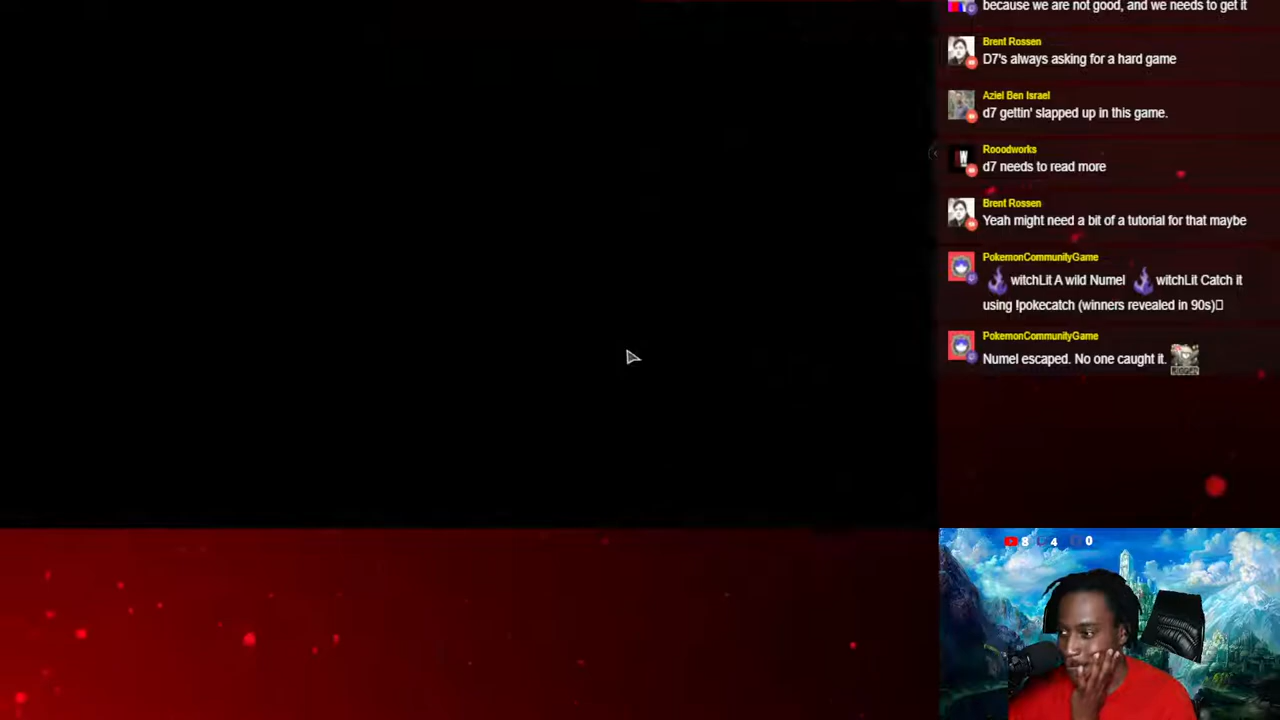 because we are not good, and we needs to get it
Brent Rossen
D7's always asking for a hard game
Aziel Ben Israel
d7 gettin' slapped up in this game.
Rooodworks
d7 needs to read more
Brent Rossen
Yeah might need a bit of a tutorial for that maybe
PokemonCommunityGame
witchLit A wild Numel witchLit Catch it
using !pokecatch (winners revealed in 90s)
PokemonCommunityGame
Numel escaped. No one caught it.
8 4 0